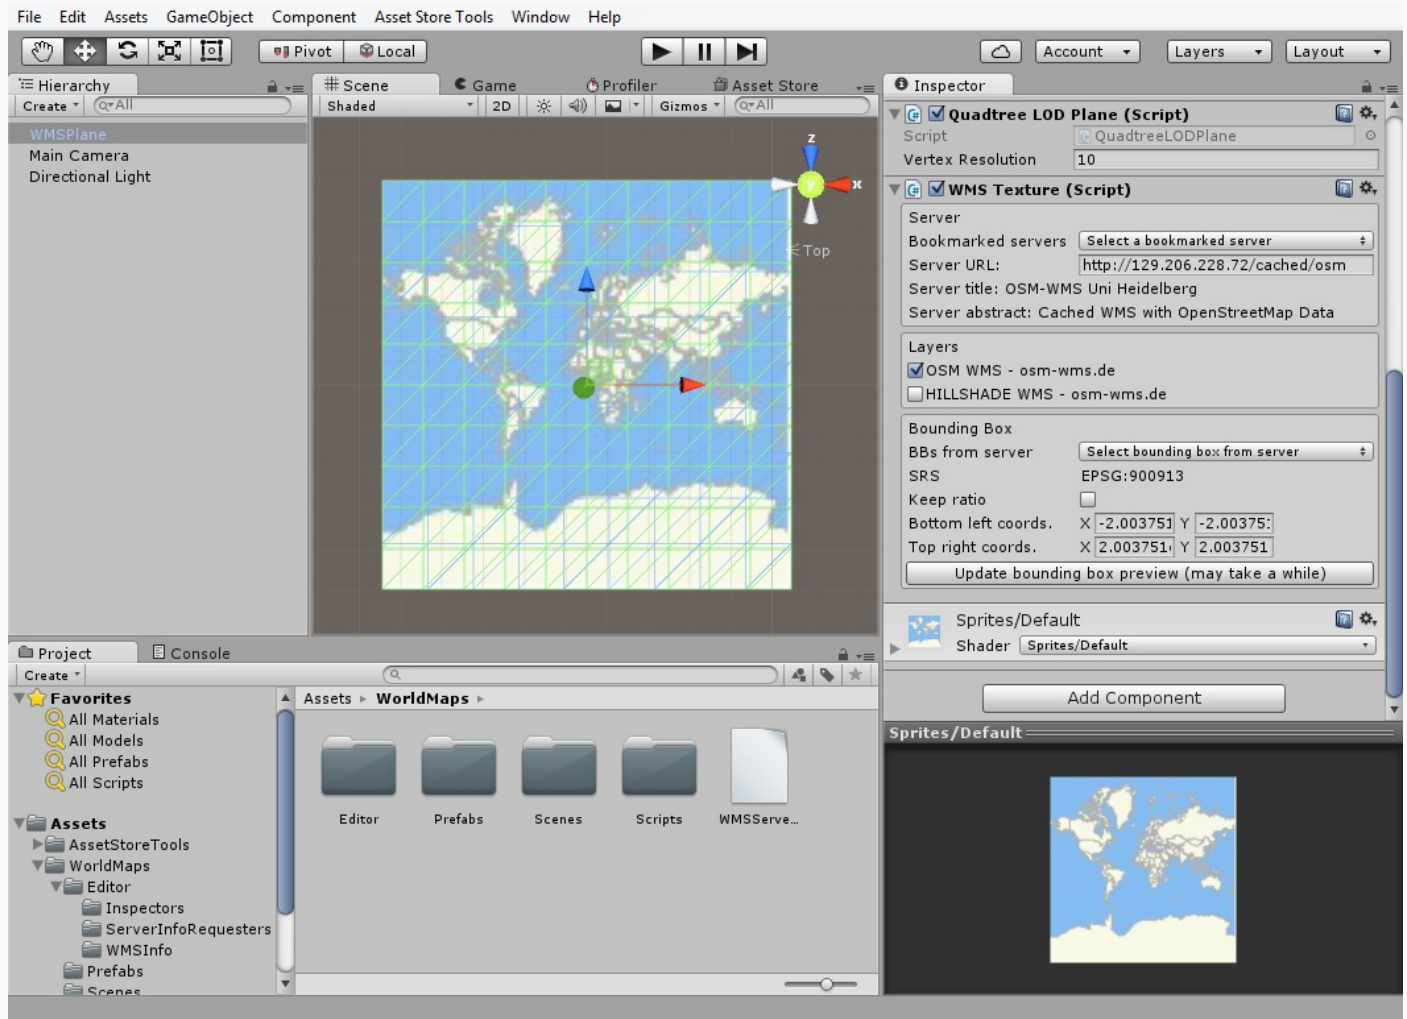 File Edit Assets GameObject Component Asset Store Tools Window Help
Pivot Local Account Layers Layout
Hierarchy
Create All
WMSPlane
Main Camera
Directional Light
Scene Game Profiler Asset Store
Shaded 2D Gizmos All
z
y
x
Top
Inspector
Quadtree LOD Plane (Script)
Script QuadtreeLODPlane
Vertex Resolution 10
WMS Texture (Script)
Server
Bookmarked servers Select a bookmarked server
Server URL: http://129.206.228.72/cached/osm
Server title: OSM-WMS Uni Heidelberg
Server abstract: Cached WMS with OpenStreetMap Data
Layers
OSM WMS - osm-wms.de
HILLSHADE WMS - osm-wms.de
Bounding Box
BBs from server Select bounding box from server
SRS EPSG:900913
Keep ratio
Bottom left coords. X -2.003751 Y -2.00375
Top right coords. X 2.003751 Y 2.003751
Update bounding box preview (may take a while)
Sprites/Default
Shader Sprites/Default
Add Component
Sprites/Default
Project Console
Create
Favorites
All Materials
All Models
All Prefabs
All Scripts
Assets
AssetStoreTools
WorldMaps
Editor
Inspectors
ServerInfoRequesters
WMSInfo
Prefabs
Scenes
Assets WorldMaps
Editor Prefabs Scenes Scripts WMSServe...